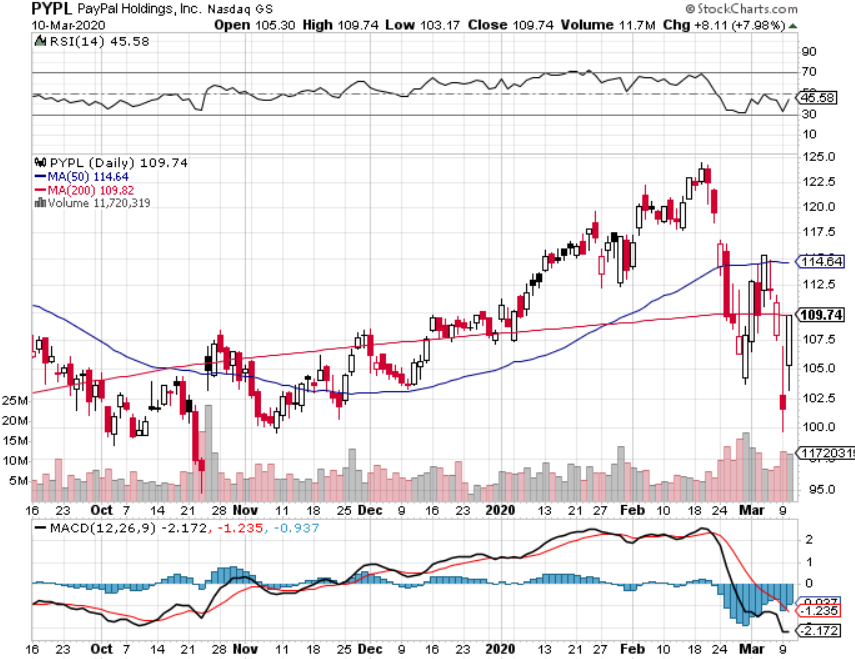 PYPL PayPal Holdings, Inc. Nasdaq GS © StockCharts.com
10-Mar-2020 Open 105.30 High 109.74 Low 103.17 Close 109.74 Volume 11.7M Chg +8.11 (+7.98%)
RSI(14) 45.58
90
70
45.58
30
10
PYPL (Daily) 109.74
MA(50) 114.64
MA(200) 109.82
Volume 11,720,319
125.0
122.5
120.0
117.5
114.64
112.5
109.74
107.5
105.0
102.5
100.0
95.0
25M
20M
15M
10M
5M
11720319
16 23 Oct 7 14 21 28 Nov 11 18 25 Dec 9 16 23 2020 13 21 27 Feb 10 18 24 Mar 9
MACD(12,26,9) -2.172, -1.235, -0.937
2
1
0
-1.235
-2.172
16 23 Oct 7 14 21 28 Nov 11 18 25 Dec 9 16 23 2020 13 21 27 Feb 10 18 24 Mar 9